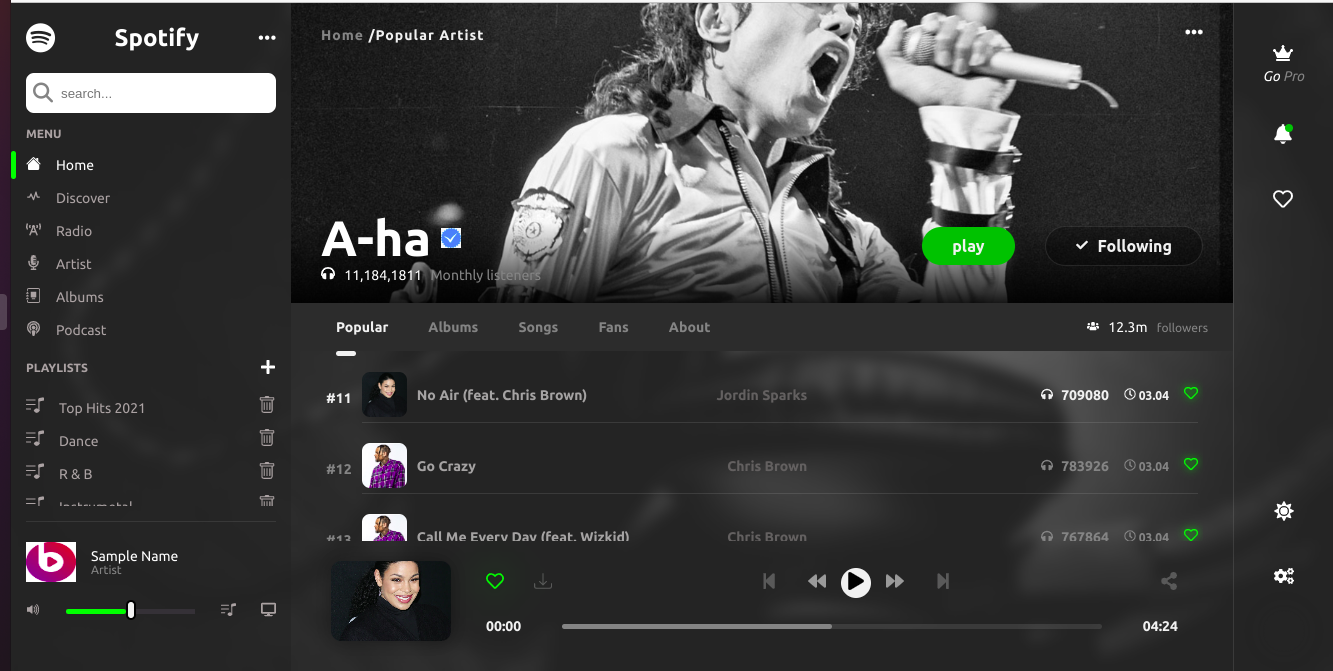 Spotify
search...
MENU
Home
Discover
Radio
Artist
Albums
Podcast
PLAYLISTS
Top Hits 2021
Dance
R & B
Instrumetal
Sample Name
Artist
Home /Popular Artist
A-ha
11,184,1811 Monthly listeners
play
Following
Popular Albums Songs Fans About 12.3m followers
#11 No Air (feat. Chris Brown) Jordin Sparks 709080 03.04
#12 Go Crazy Chris Brown 783926 03.04
#13 Call Me Every Day (feat. Wizkid) Chris Brown 767864 03.04
00:00 04:24
Go Pro